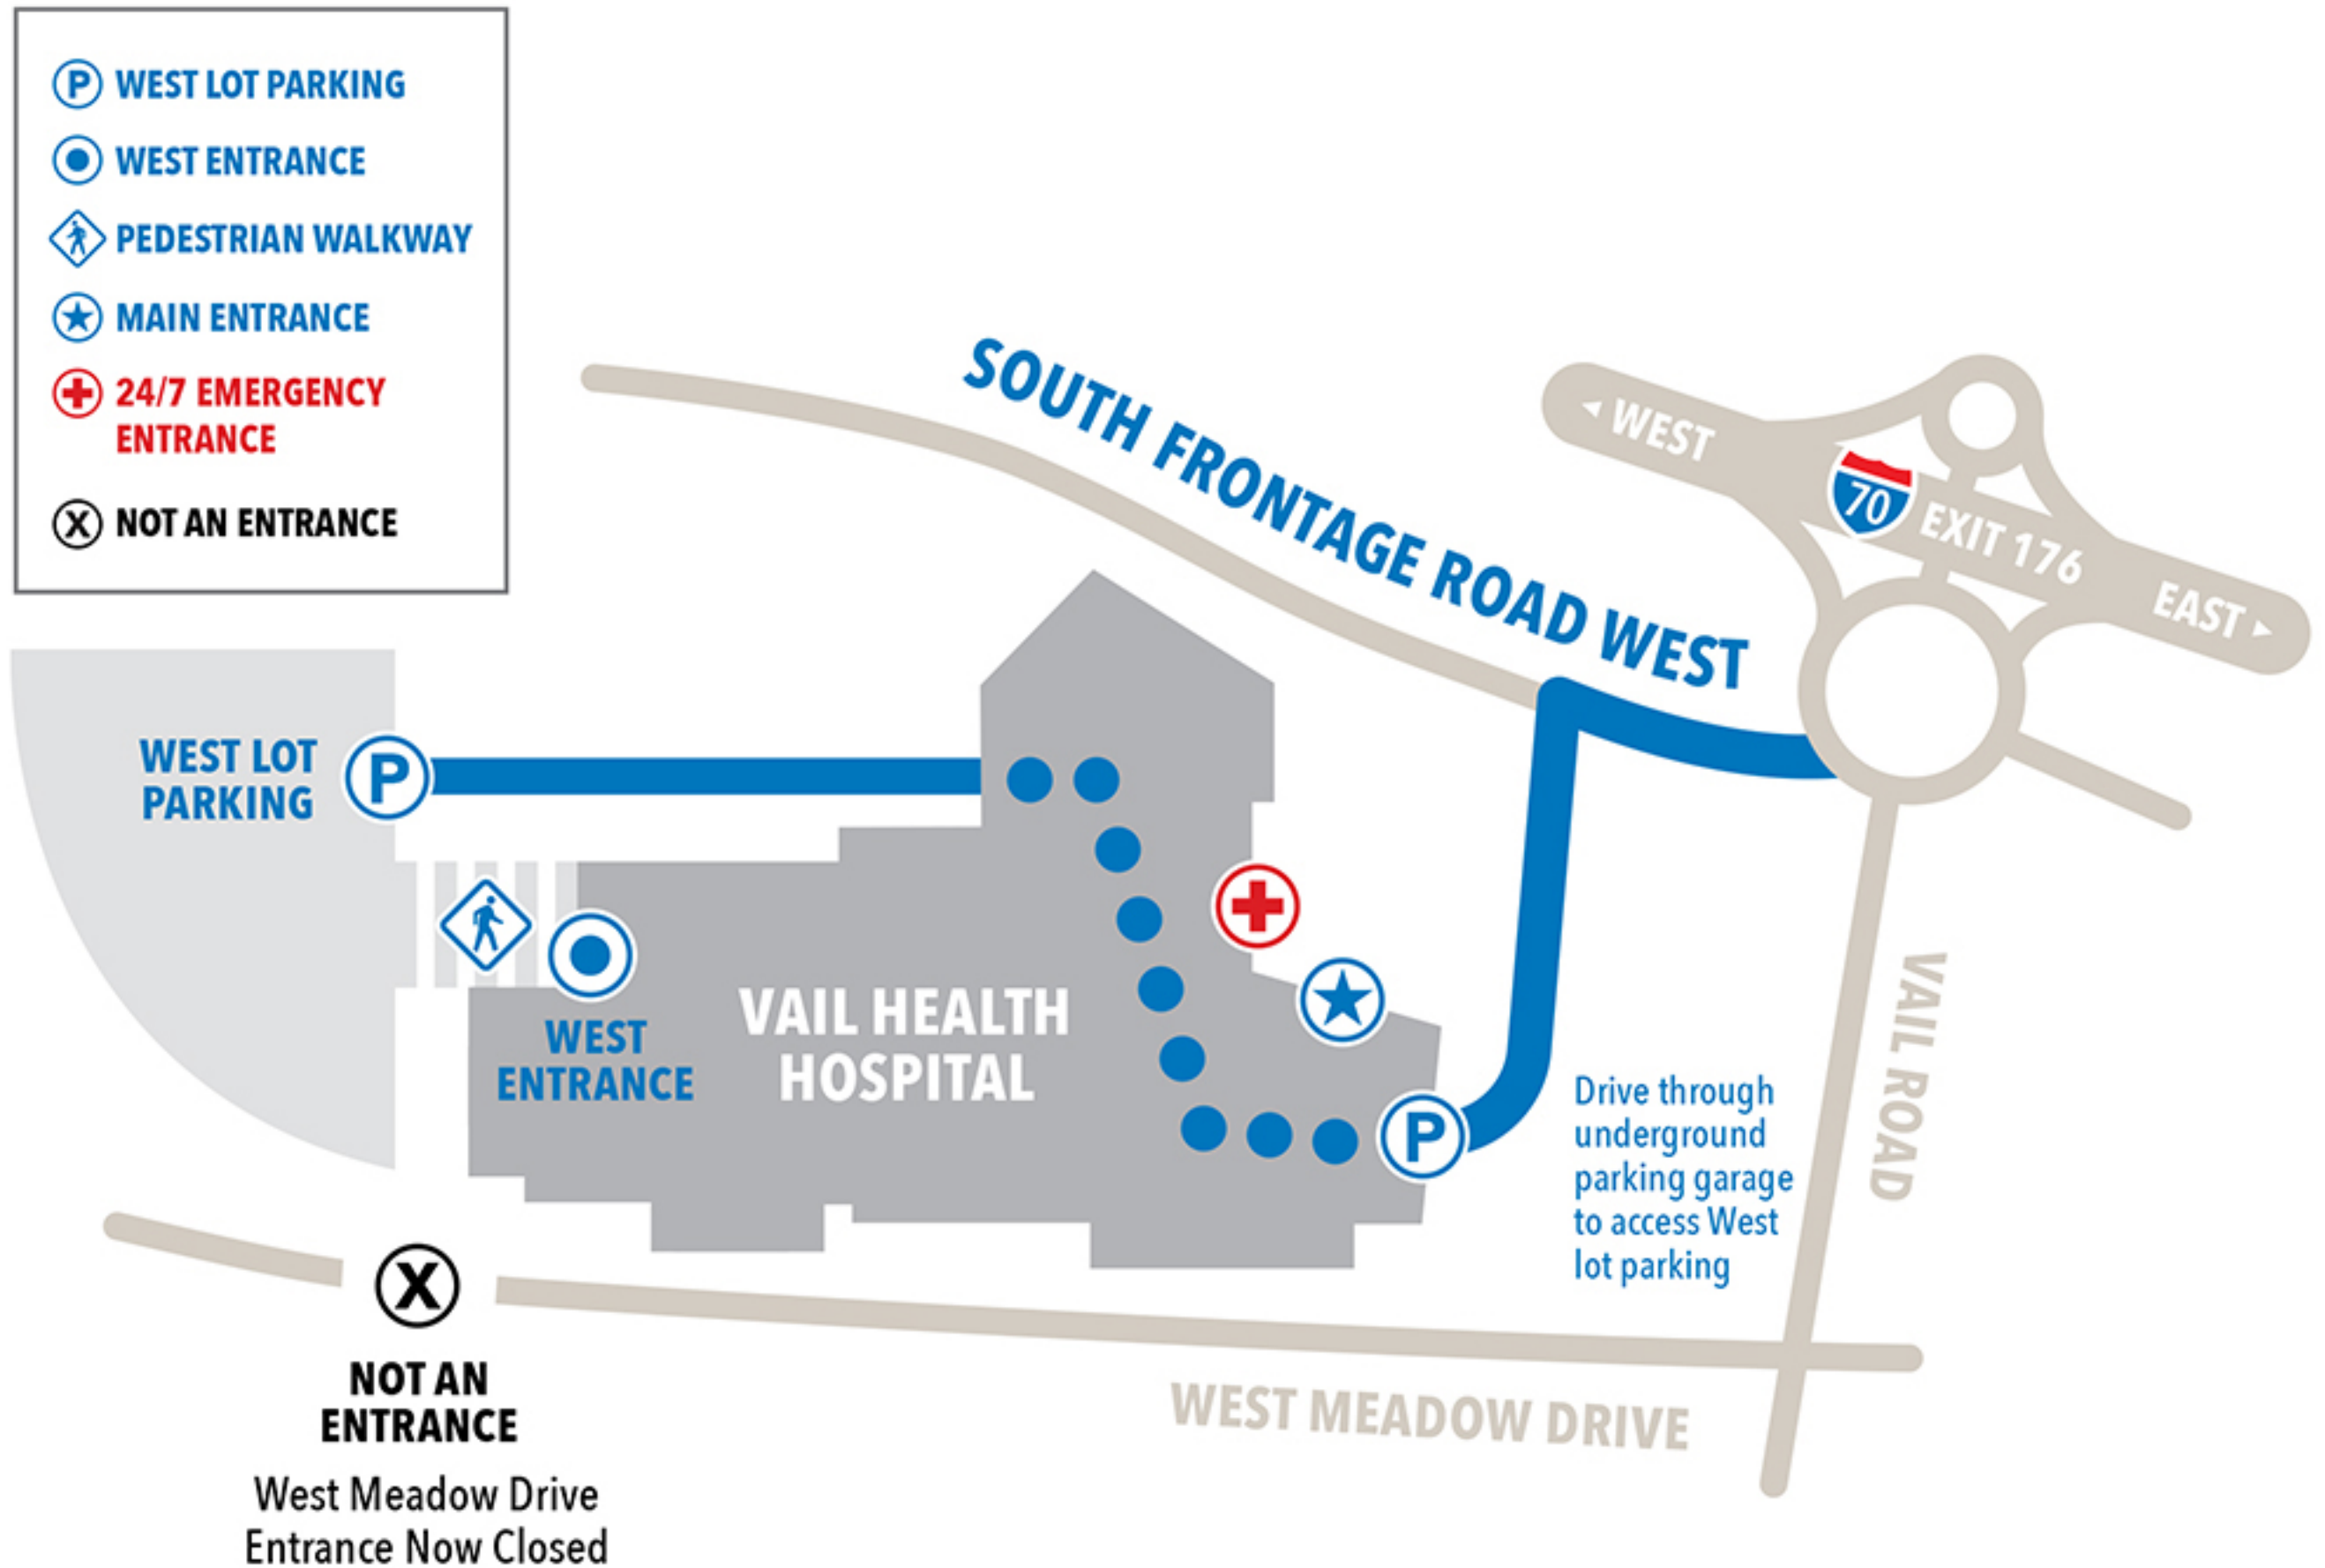 P WEST LOT PARKING
WEST ENTRANCE
PEDESTRIAN WALKWAY
MAIN ENTRANCE
24/7 EMERGENCY
ENTRANCE
X NOT AN ENTRANCE
SOUTH FRONTAGE ROAD WEST
WEST
70
EXIT 176
EAST
WEST LOT
PARKING
P
VAIL HEALTH
HOSPITAL
WEST
ENTRANCE
P
Drive through
underground
parking garage
to access West
lot parking
VAIL ROAD
X
NOT AN
ENTRANCE
West Meadow Drive
Entrance Now Closed
WEST MEADOW DRIVE